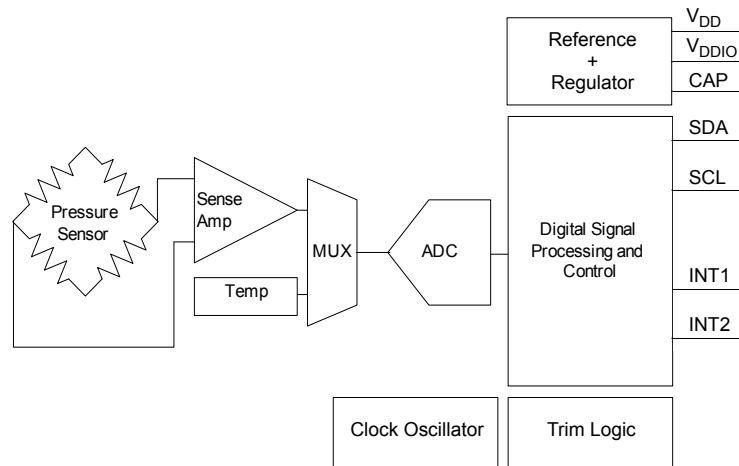 Reference
+
Regulator
VDD
VDDIO
CAP
Pressure
Sensor
Sense
Amp
Temp
MUX
ADC
Digital Signal
Processing and
Control
SDA
SCL
INT1
INT2
Clock Oscillator
Trim Logic